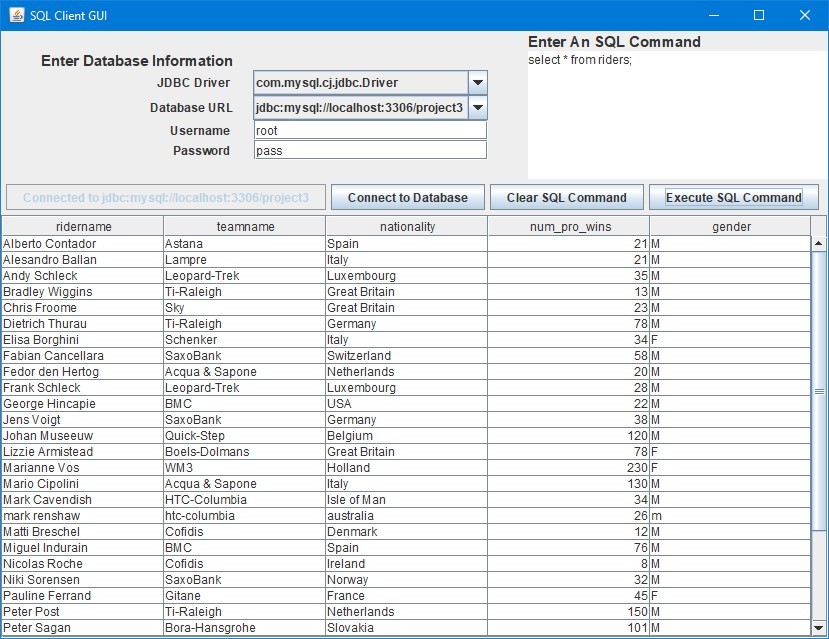 SQL Client GUI
Enter Database Information
JDBC Driver com.mysql.cj.jdbc.Driver
Database URL jdbc:mysql://localhost:3306/project3
Username root
Password pass
Enter An SQL Command
select * from riders;
Connected to jdbc:mysql://localhost:3306/project3 Connect to Database Clear SQL Command Execute SQL Command
ridername teamname nationality num_pro_wins gender
Alberto Contador Astana Spain 21 M
Alesandro Ballan Lampre Italy 21 M
Andy Schleck Leopard-Trek Luxembourg 35 M
Bradley Wiggins Ti-Raleigh Great Britain 13 M
Chris Froome Sky Great Britain 23 M
Dietrich Thurau Ti-Raleigh Germany 78 M
Elisa Borghini Schenker Italy 34 F
Fabian Cancellara SaxoBank Switzerland 58 M
Fedor den Hertog Acqua & Sapone Netherlands 20 M
Frank Schleck Leopard-Trek Luxembourg 28 M
George Hincapie BMC USA 22 M
Jens Voigt SaxoBank Germany 38 M
Johan Museeuw Quick-Step Belgium 120 M
Lizzie Armistead Boels-Dolmans Great Britain 78 F
Marianne Vos WM3 Holland 230 F
Mario Cipolini Acqua & Sapone Italy 130 M
Mark Cavendish HTC-Columbia Isle of Man 34 M
mark renshaw htc-columbia australia 26 m
Matti Breschel Cofidis Denmark 12 M
Miguel Indurain BMC Spain 76 M
Nicolas Roche Cofidis Ireland 8 M
Niki Sorensen SaxoBank Norway 32 M
Pauline Ferrand Gitane France 45 F
Peter Post Ti-Raleigh Netherlands 150 M
Peter Sagan Bora-Hansgrohe Slovakia 101 M